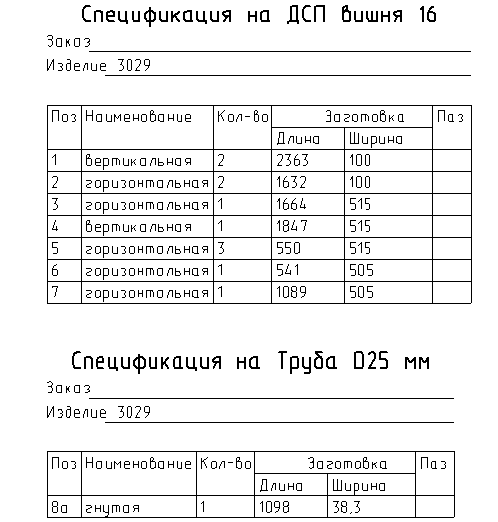 Спецификация на ДСП вишня 16
Заказ
Изделие 3029
Поз Наименование Кол-во Заготовка Паз
Длина Ширина
1 вертикальная 2 2363 100
2 горизонтальная 2 1632 100
3 горизонтальная 1 1664 515
4 вертикальная 1 1847 515
5 горизонтальная 3 550 515
6 горизонтальная 1 541 505
7 горизонтальная 1 1089 505
Спецификация на Труба D25 мм
Заказ
Изделие 3029
Поз Наименование Кол-во Заготовка Паз
Длина Ширина
8а гнутая 1 1098 38,3